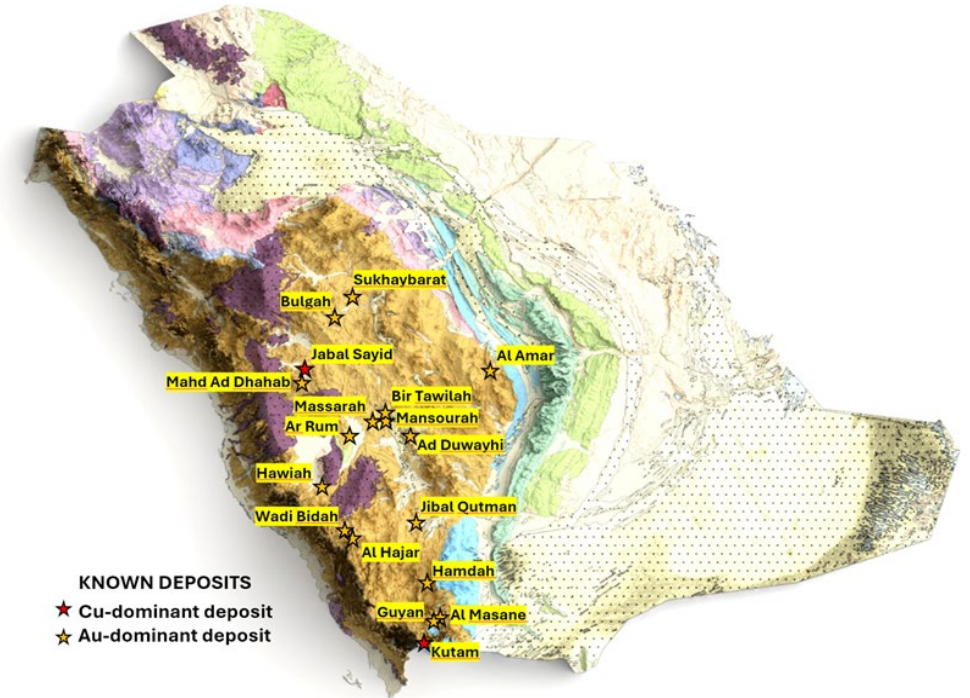 Sukhaybarat
Bulgah
Jabal Sayid
Al Amar
Mahd Ad Dhahab
Bir Tawilah
Massarah
Mansourah
Ar Rum
Ad Duwayhi
Hawiah
Jibal Qutman
Wadi Bidah
Al Hajar
Hamdah
KNOWN DEPOSITS
Cu-dominant deposit
Au-dominant deposit
Guyan
Al Masane
Kutam